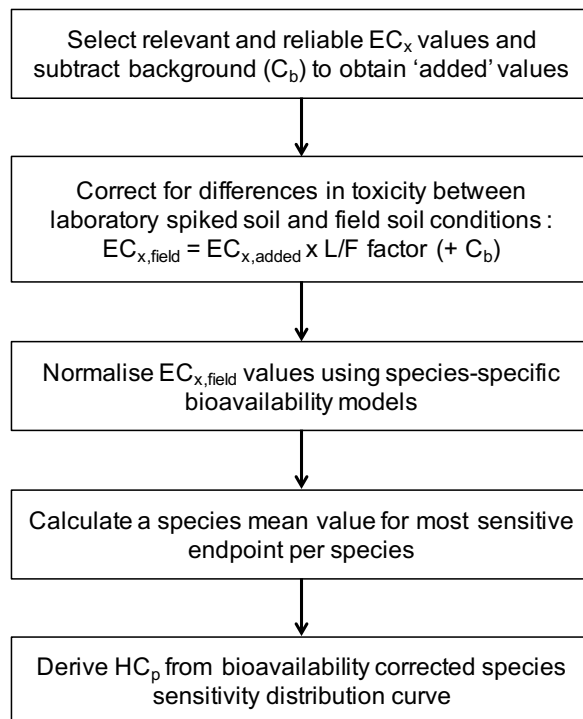 Select relevant and reliable ECx values and
subtract background (Cb) to obtain ‘added’ values
Correct for differences in toxicity between
laboratory spiked soil and field soil conditions :
ECx,field = ECx,added x L/F factor (+ Cb)
Normalise ECx,field values using species-specific
bioavailability models
Calculate a species mean value for most sensitive
endpoint per species
Derive HCp from bioavailability corrected species
sensitivity distribution curve